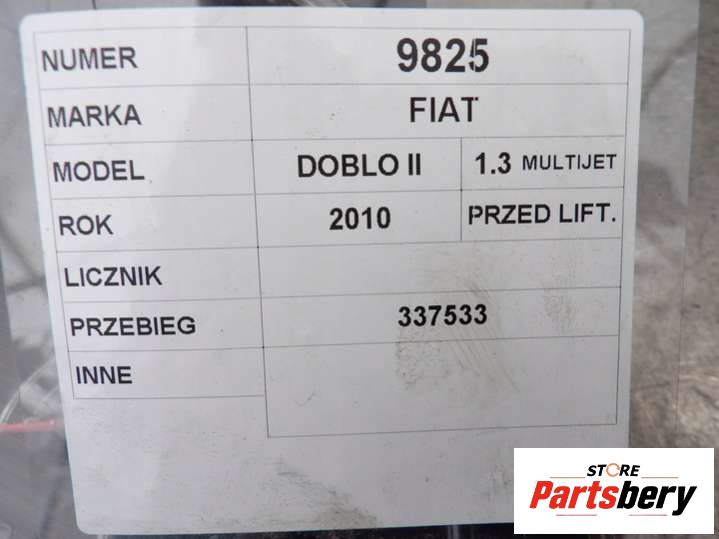 NUMER 9825
MARKA FIAT
MODEL DOBLO II 1.3 MULTIJET
ROK 2010 PRZED LIFT.
LICZNIK
PRZEBIEG 337533
INNE
STORE
Partsbery